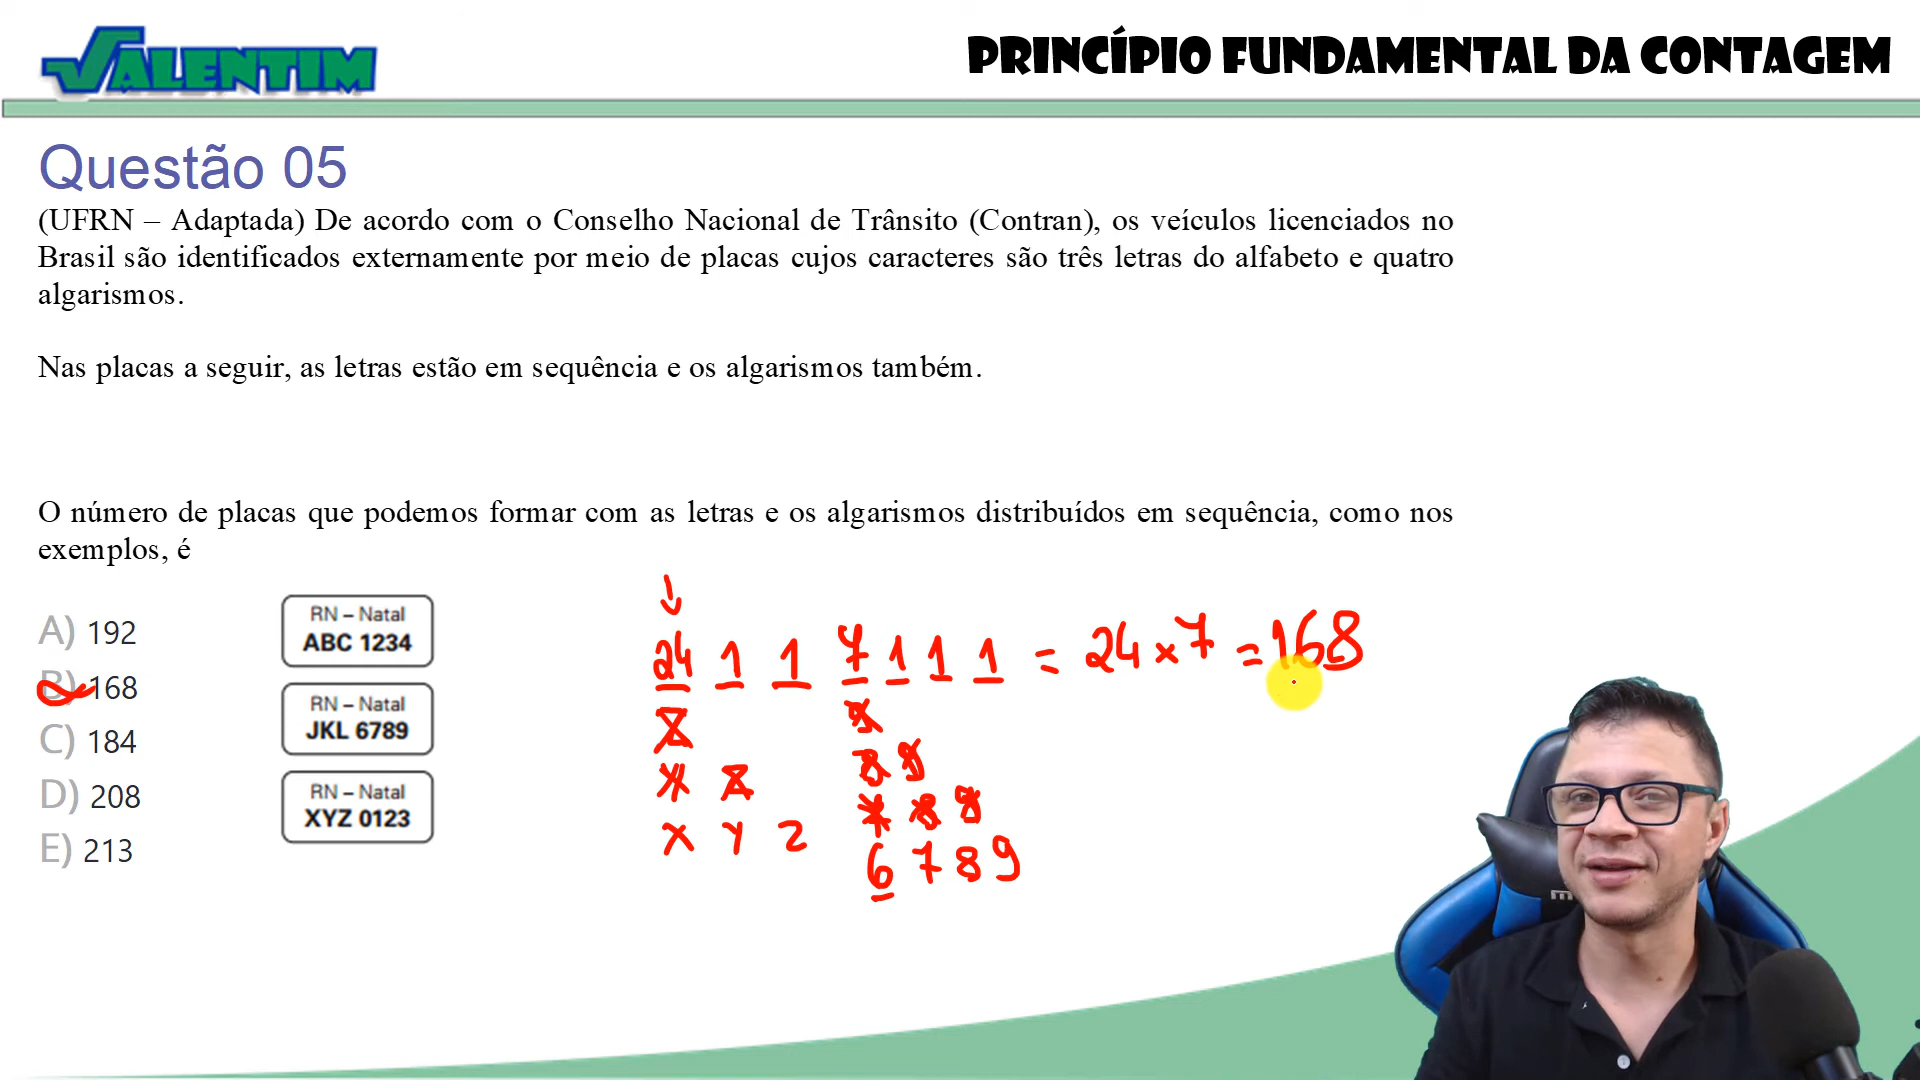 VALENTIM
PRINCÍPIO FUNDAMENTAL DA CONTAGEM
Questão 05
(UFRN – Adaptada) De acordo com o Conselho Nacional de Trânsito (Contran), os veículos licenciados no
Brasil são identificados externamente por meio de placas cujos caracteres são três letras do alfabeto e quatro
algarismos.
Nas placas a seguir, as letras estão em sequência e os algarismos também.
O número de placas que podemos formar com as letras e os algarismos distribuídos em sequência, como nos
exemplos, é
A) 192
B) 168
C) 184
D) 208
E) 213
RN – Natal
ABC 1234
RN – Natal
JKL 6789
RN – Natal
XYZ 0123
24 1 1 7 1 1 1 = 24 x 7 = 168
X Y Z
6 7 8 9